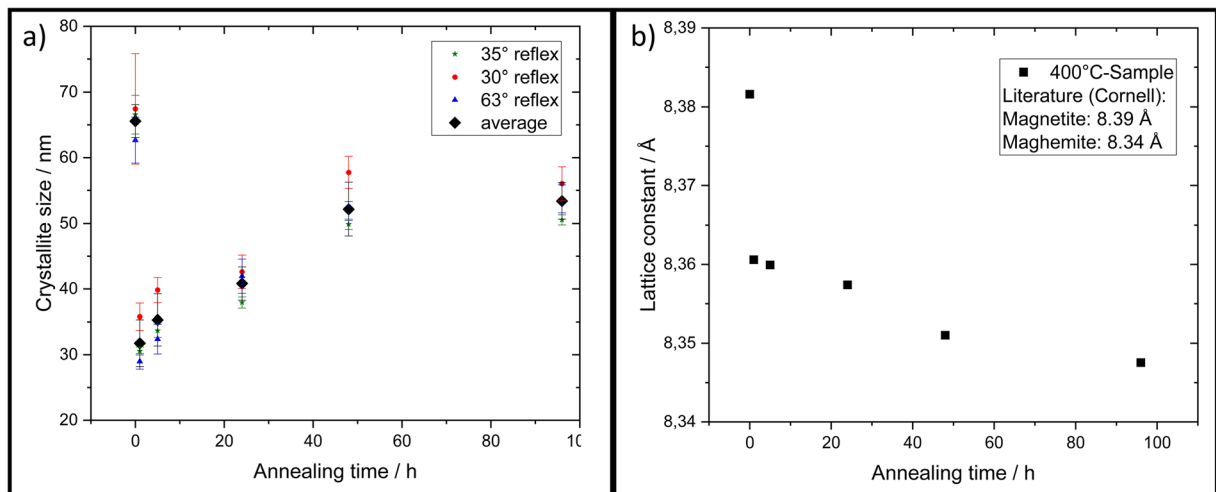 a)
80
70
60
50
40
30
20
0
20
40
60
80
10
Crystallite size / nm
Annealing time / h
35° reflex
30° reflex
63° reflex
average
b)
8,39
8,38
8,37
8,36
8,35
8,34
0
20
40
60
80
100
Lattice constant / Å
Annealing time / h
400°C-Sample
Literature (Cornell):
Magnetite: 8.39 Å
Maghemite: 8.34 Å